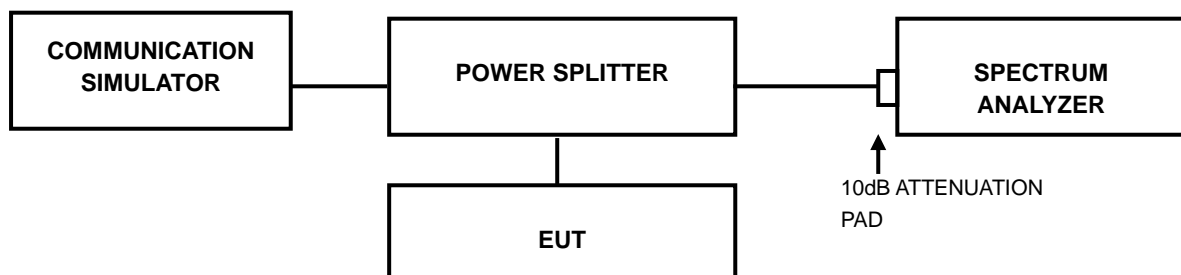 COMMUNICATION
SIMULATOR
POWER SPLITTER
SPECTRUM
ANALYZER
10dB ATTENUATION
PAD
EUT